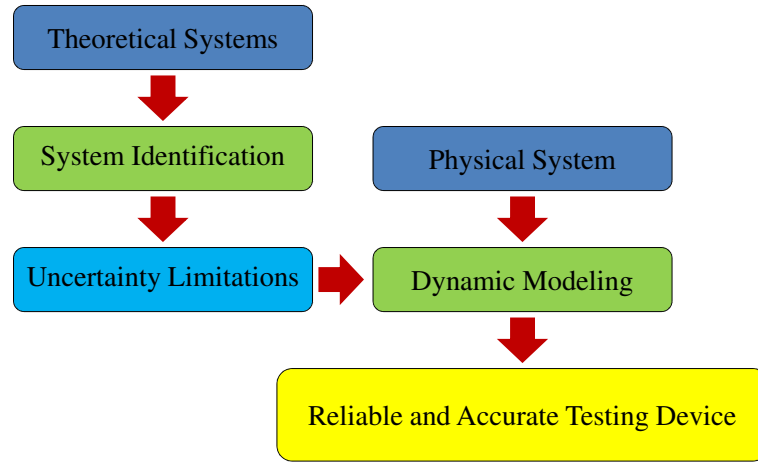 Theoretical Systems
System Identification
Physical System
Uncertainty Limitations
Dynamic Modeling
Reliable and Accurate Testing Device